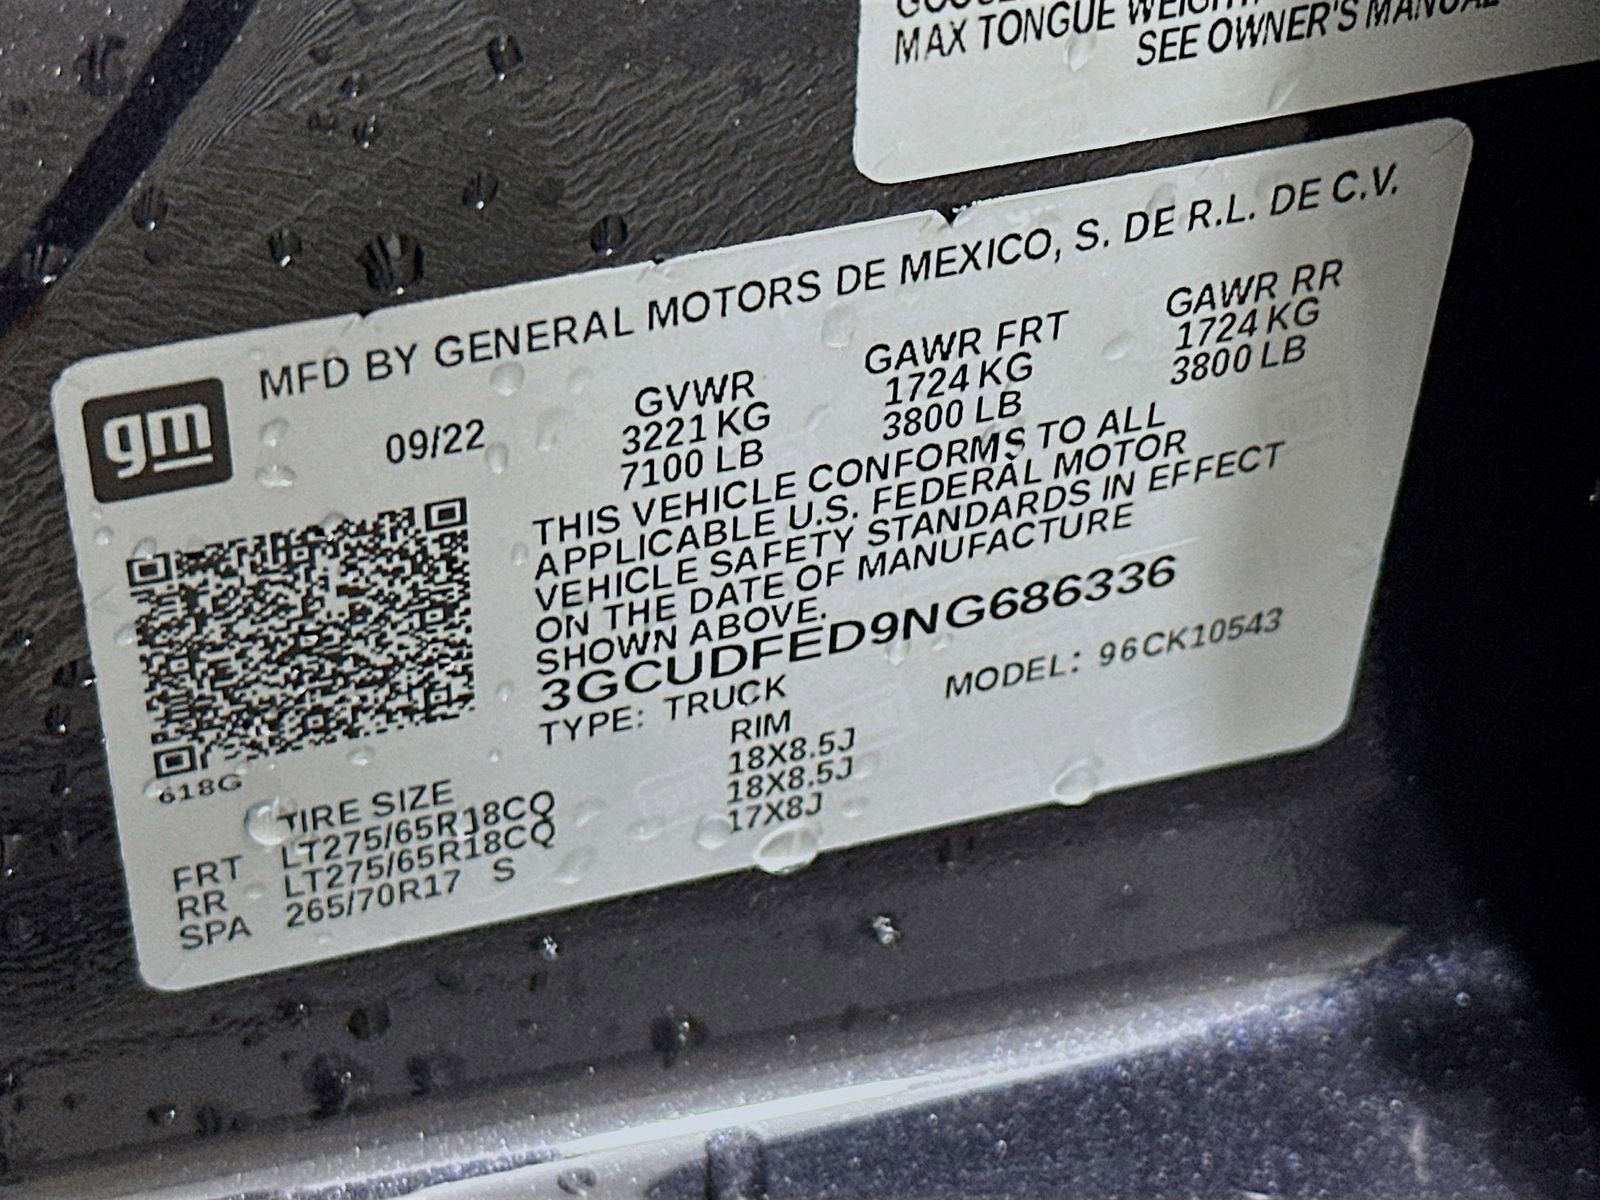 MAX TONGUE WEIGHT
SEE OWNER'S MANUAL
MFD BY GENERAL MOTORS DE MEXICO, S. DE R.L. DE C.V.
gm
09/22
GVWR
3221 KG
7100 LB
GAWR FRT
1724 KG
3800 LB
GAWR RR
1724 KG
3800 LB
THIS VEHICLE CONFORMS TO ALL
APPLICABLE U.S. FEDERAL MOTOR
VEHICLE SAFETY STANDARDS IN EFFECT
ON THE DATE OF MANUFACTURE
SHOWN ABOVE.
3GCUDFED9NG686336
TYPE: TRUCK
MODEL: 96CK10543
618G
TIRE SIZE RIM
FRT LT275/65R18CQ 18X8.5J
RR LT275/65R18CQ 18X8.5J
SPA 265/70R17 S 17X8J